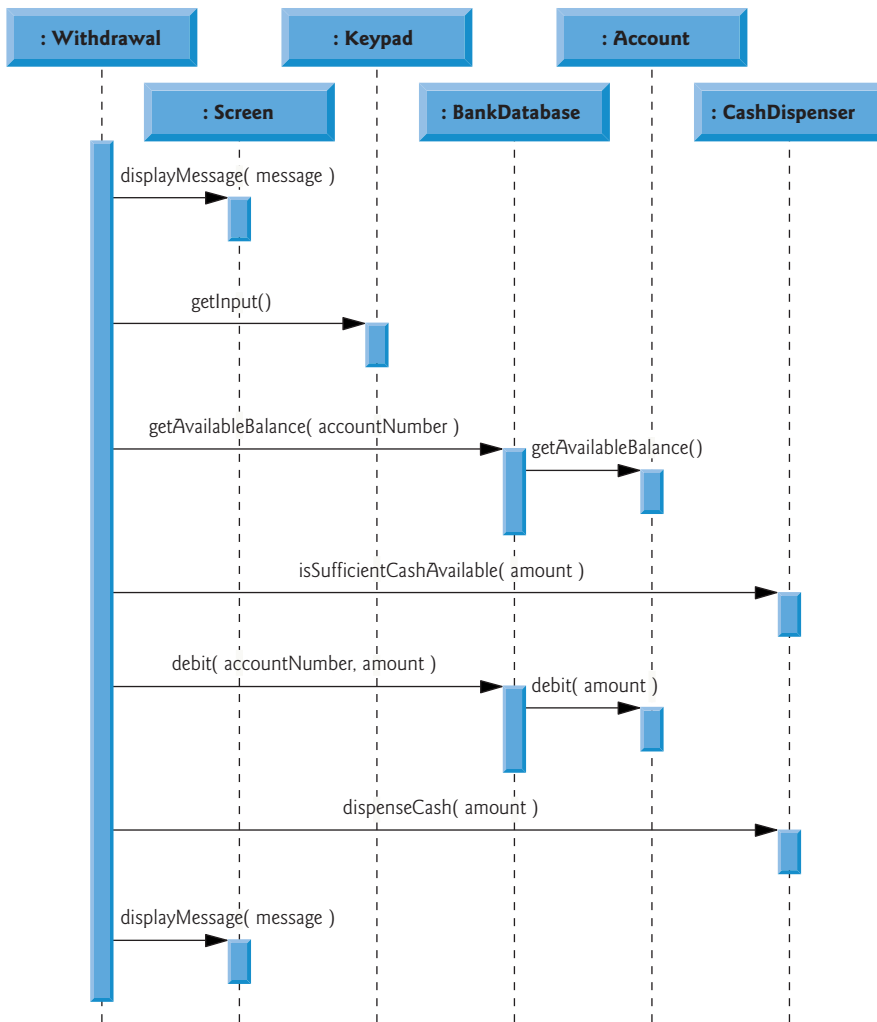 : Withdrawal
: Keypad
: Account
: Screen
: BankDatabase
: CashDispenser
displayMessage( message )
getInput()
getAvailableBalance( accountNumber )
getAvailableBalance()
isSufficientCashAvailable( amount )
debit( accountNumber, amount )
debit( amount )
dispenseCash( amount )
displayMessage( message )